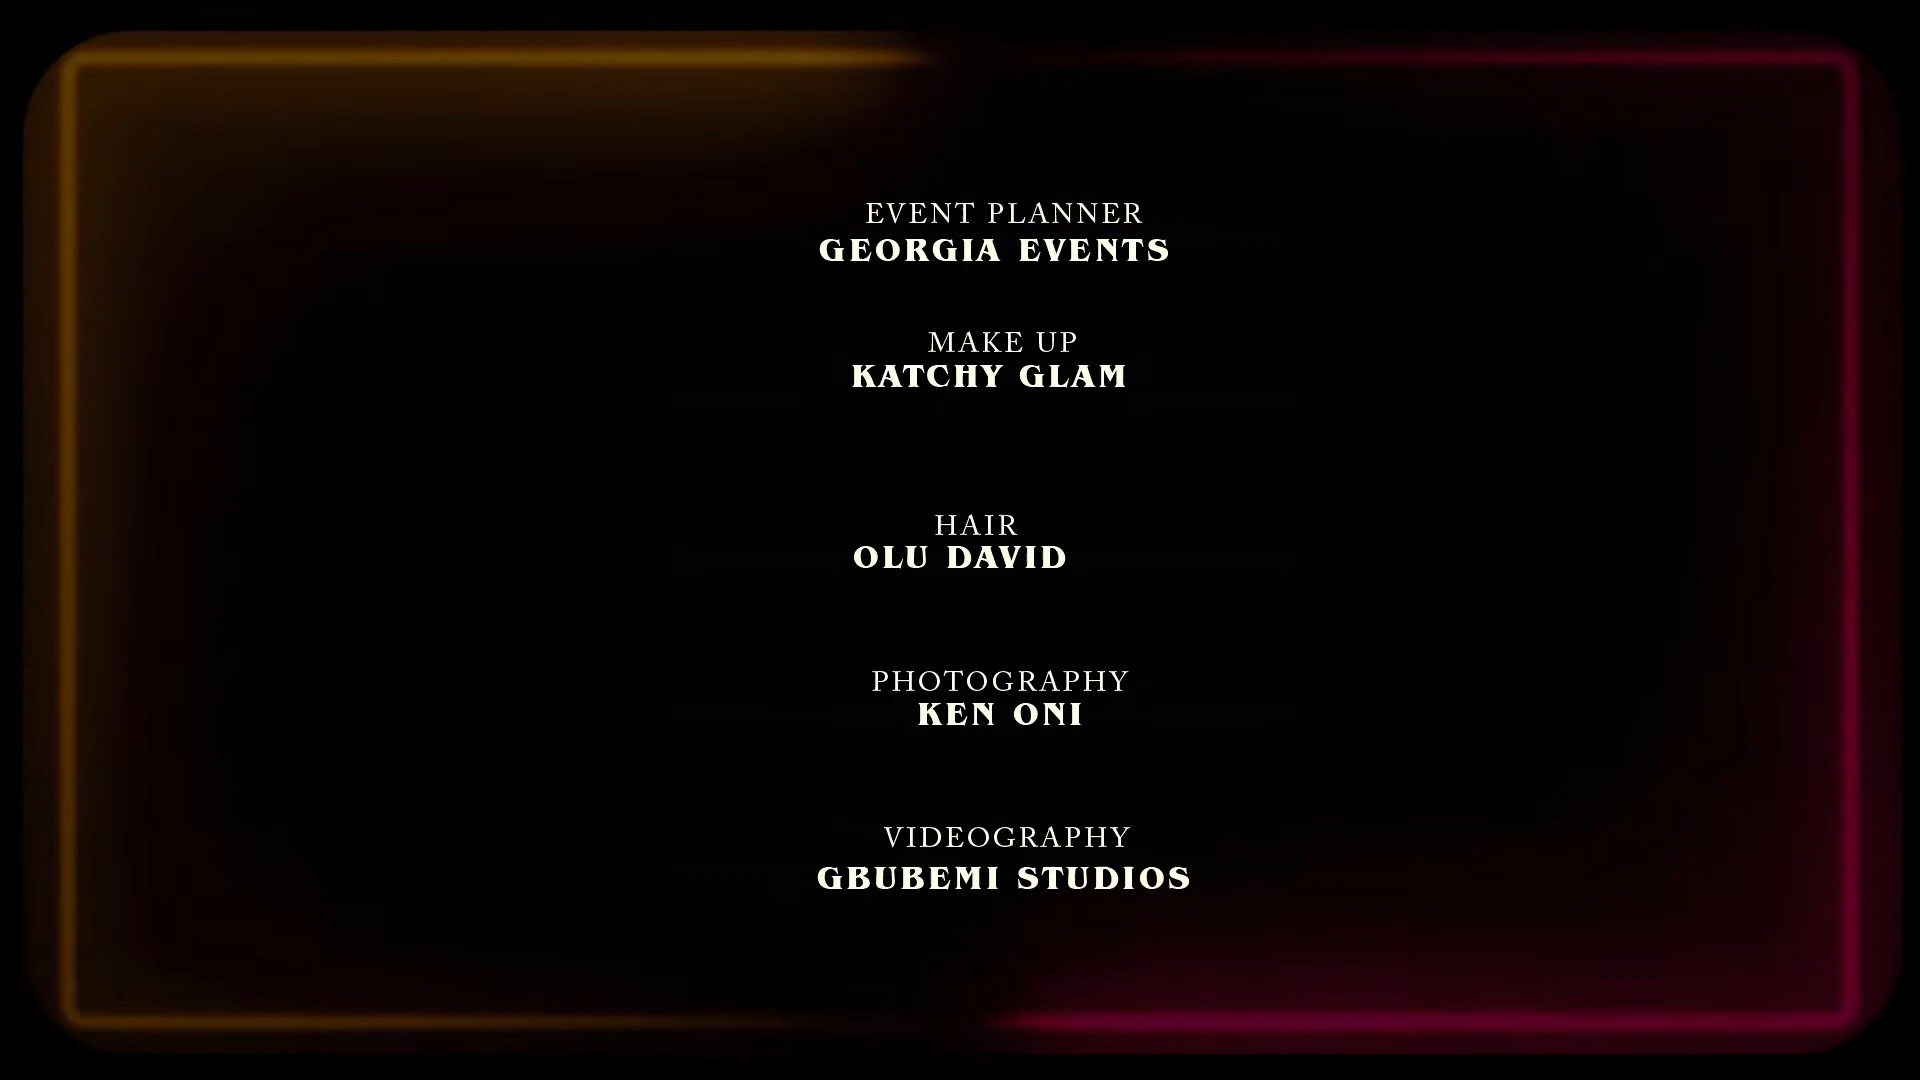 EVENT PLANNER
GEORGIA EVENTS
MAKE UP
KATCHY GLAM
HAIR
OLU DAVID
PHOTOGRAPHY
KEN ONI
VIDEOGRAPHY
GBUBEMI STUDIOS